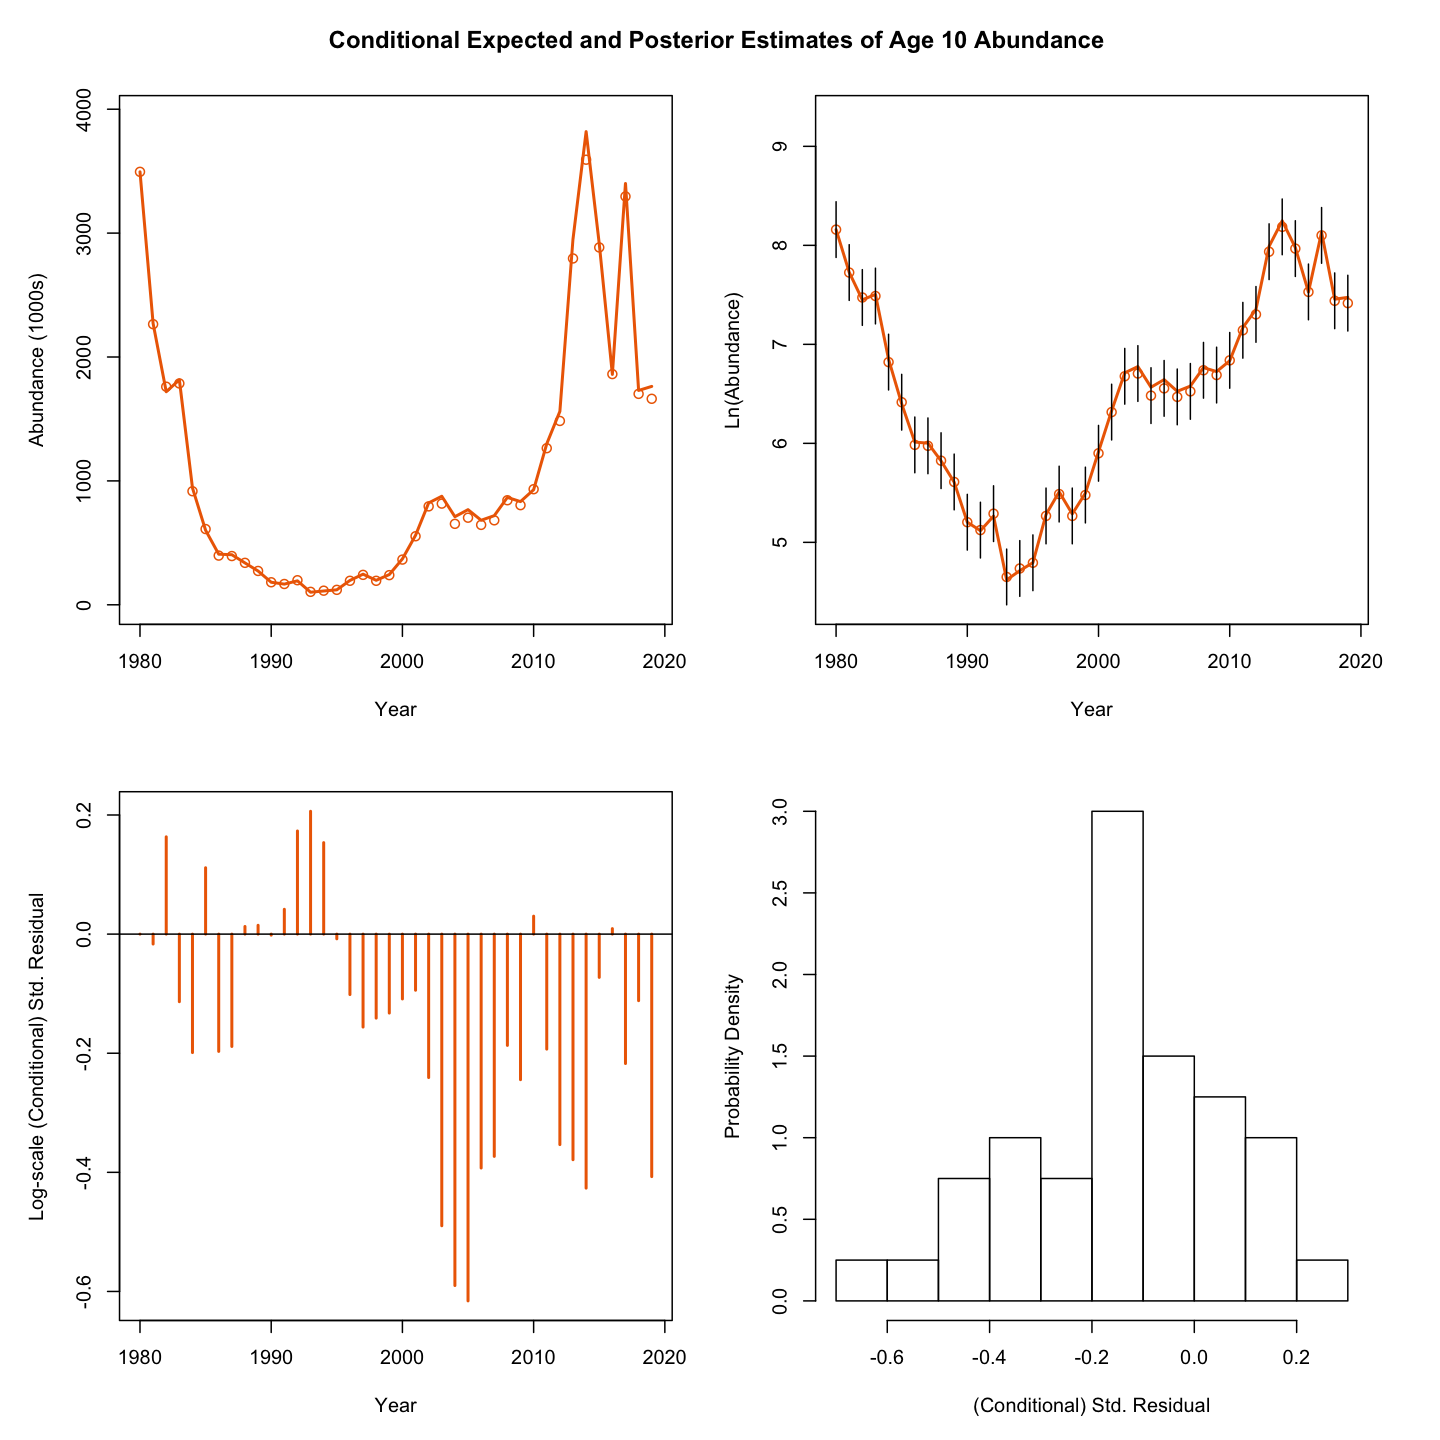 Conditional Expected and Posterior Estimates of Age 10 Abundance
Abundance (1000s)
4000
3000
2000
1000
0
1980 1990 2000 2010 2020
Year
Ln(Abundance)
9
8
7
6
5
1980 1990 2000 2010 2020
Year
Log-scale (Conditional) Std. Residual
0.2
0.0
-0.2
-0.4
-0.6
1980 1990 2000 2010 2020
Year
Probability Density
3.0
2.5
2.0
1.5
1.0
0.5
0.0
-0.6 -0.4 -0.2 0.0 0.2
(Conditional) Std. Residual